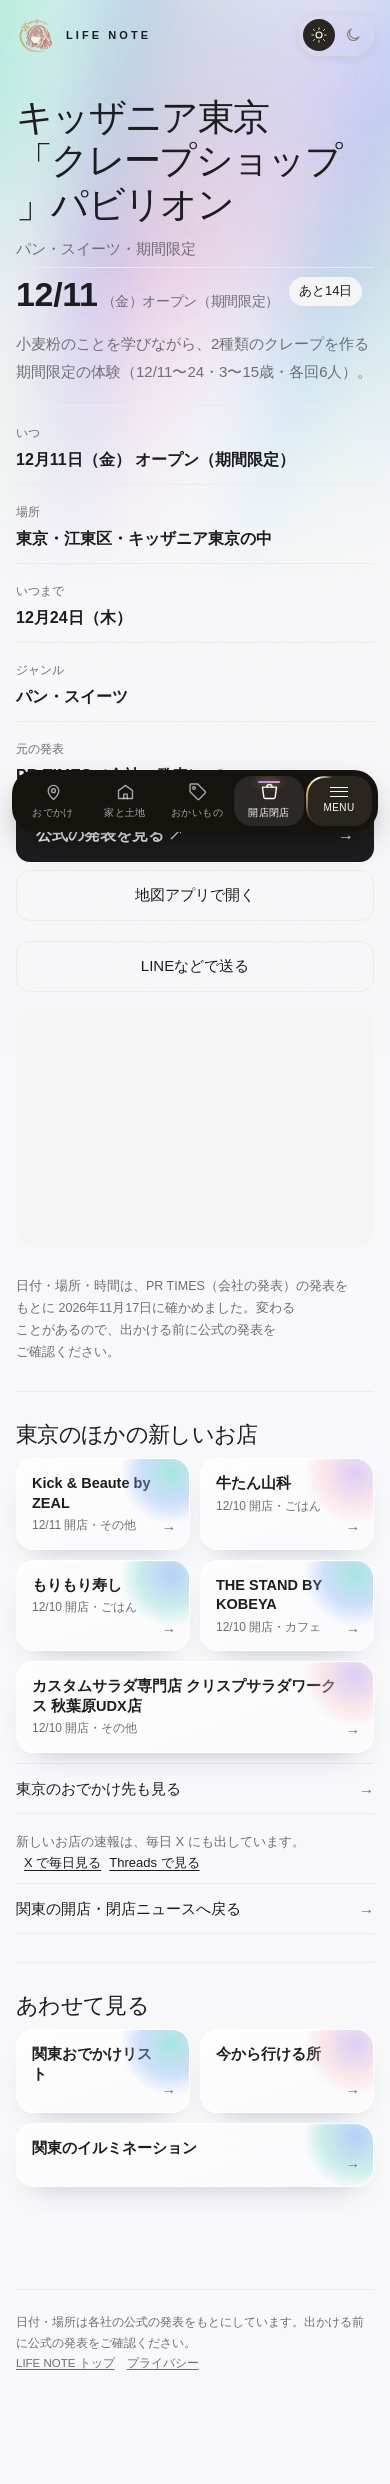 LIFE NOTE
キッザニア東京
「クレープショップ
」パビリオン
パン・スイーツ・期間限定
12/11（金）オープン（期間限定） あと14日
小麦粉のことを学びながら、2種類のクレープを作る
期間限定の体験（12/11〜24・3〜15歳・各回6人）。
いつ
12月11日（金） オープン（期間限定）
場所
東京・江東区・キッザニア東京の中
いつまで
12月24日（木）
ジャンル
パン・スイーツ
元の発表
おでかけ 家と土地 おかいもの 開店閉店 MENU
公式の発表を見る ↗ →
地図アプリで開く
LINEなどで送る
日付・場所・時間は、PR TIMES（会社の発表）の発表を
もとに 2026年11月17日に確かめました。変わる
ことがあるので、出かける前に公式の発表を
ご確認ください。
東京のほかの新しいお店
Kick & Beaute by
ZEAL
12/11 開店・その他 →
牛たん山科
12/10 開店・ごはん
→
もりもり寿し
12/10 開店・ごはん
→
THE STAND BY
KOBEYA
12/10 開店・カフェ →
カスタムサラダ専門店 クリスプサラダワーク
ス 秋葉原UDX店
12/10 開店・その他 →
東京のおでかけ先も見る →
新しいお店の速報は、毎日 X にも出しています。
X で毎日見る Threads で見る
関東の開店・閉店ニュースへ戻る →
あわせて見る
関東おでかけリス
ト
→
今から行ける所
→
関東のイルミネーション
→
日付・場所は各社の公式の発表をもとにしています。出かける前
に公式の発表をご確認ください。
LIFE NOTE トップ プライバシー